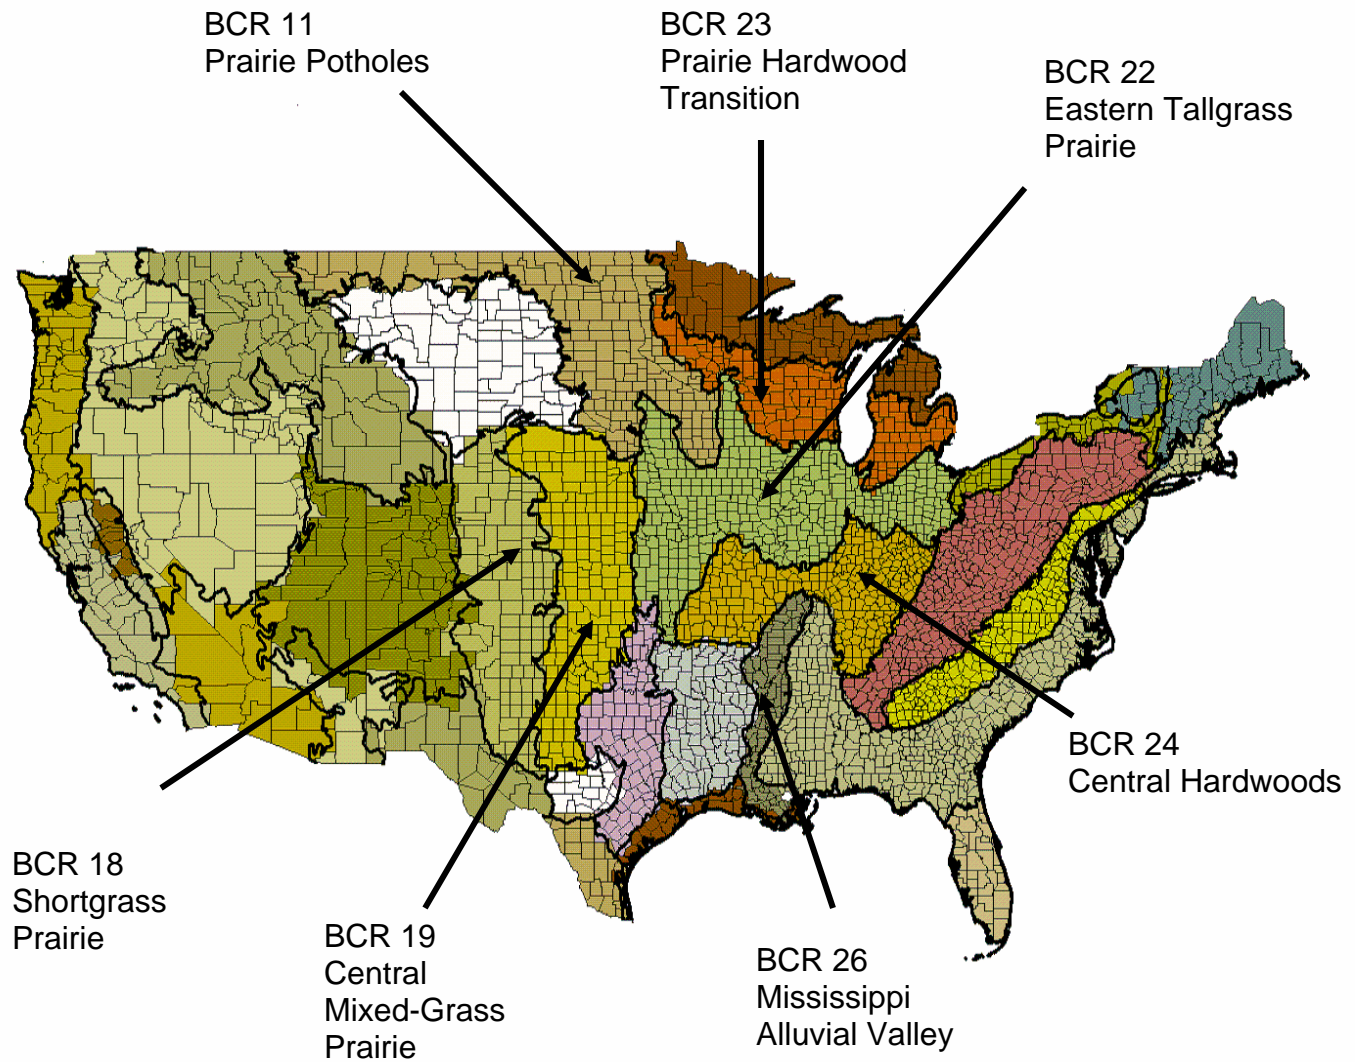 BCR 11
Prairie Potholes
BCR 23
Prairie Hardwood
Transition
BCR 22
Eastern Tallgrass
Prairie
BCR 24
Central Hardwoods
BCR 18
Shortgrass
Prairie
BCR 19
Central
Mixed-Grass
Prairie
BCR 26
Mississippi
Alluvial Valley